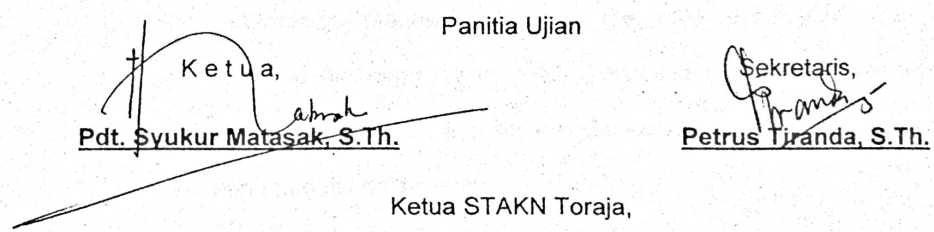 Panitia Ujian
K e t u a,
Sekretaris,
Pdt. Syukur Matasak, S.Th.
Petrus Tiranda, S.Th.
Ketua STAKN Toraja,